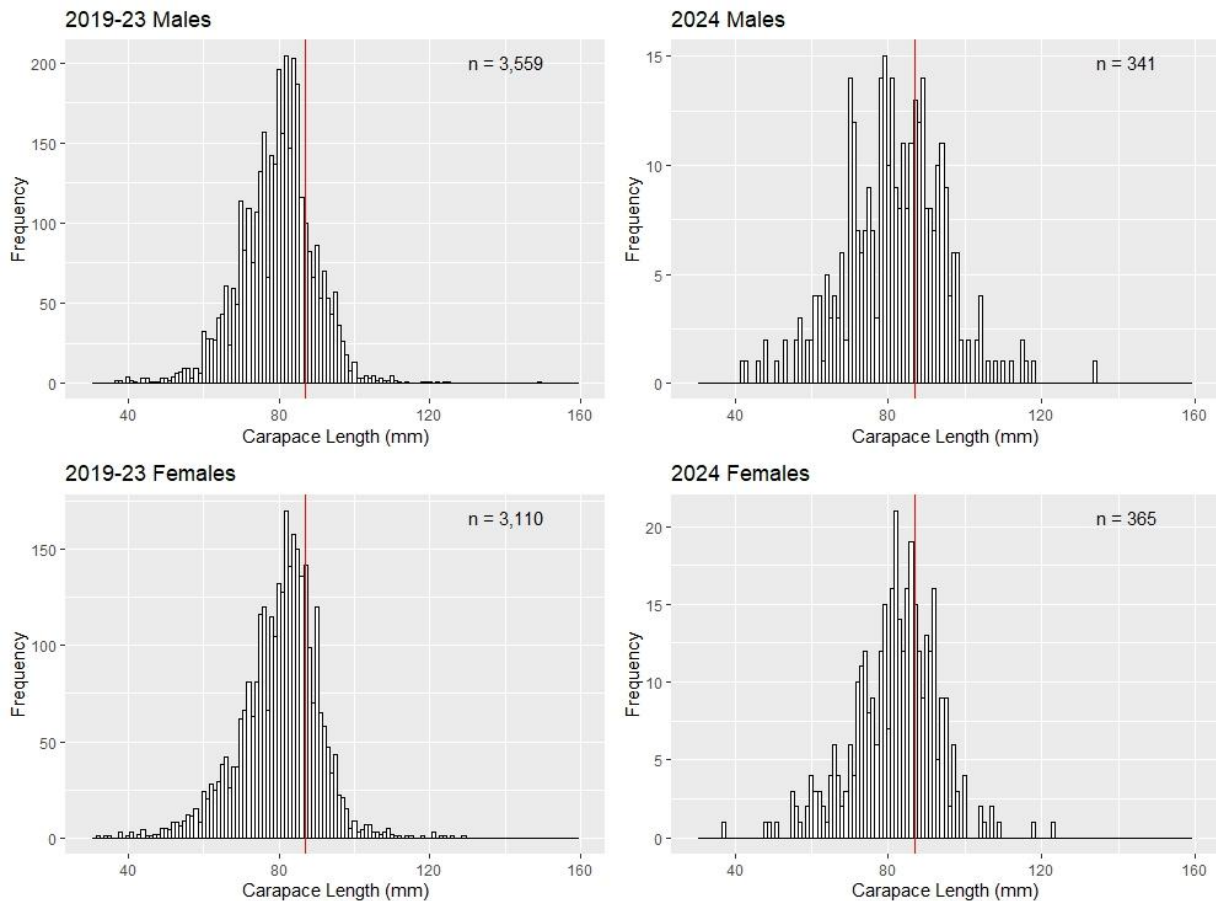 2019-23 Males
n = 3,559
200
150
100
50
0
Frequency
40 80 120 160
Carapace Length (mm)
2024 Males
n = 341
15
10
5
0
Frequency
40 80 120 160
Carapace Length (mm)
2019-23 Females
n = 3,110
150
100
50
0
Frequency
40 80 120 160
Carapace Length (mm)
2024 Females
n = 365
20
15
10
5
0
Frequency
40 80 120 160
Carapace Length (mm)